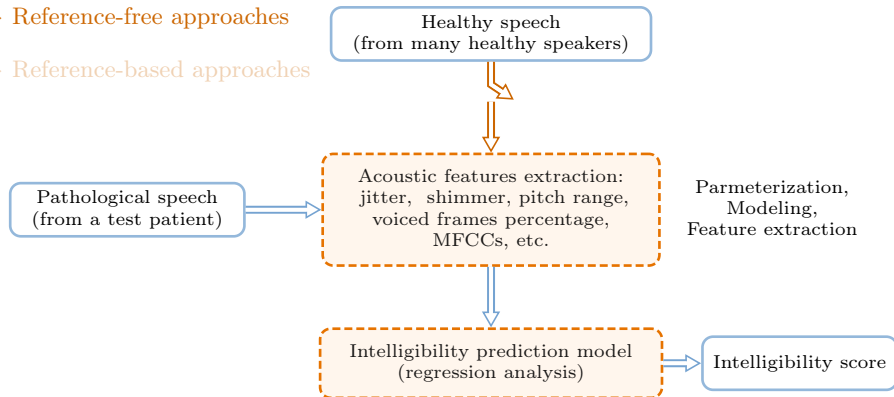 - Reference-free approaches
- Reference-based approaches
Healthy speech
(from many healthy speakers)
Pathological speech
(from a test patient)
Acoustic features extraction:
jitter, shimmer, pitch range,
voiced frames percentage,
MFCCs, etc.
Parmeterization,
Modeling,
Feature extraction
Intelligibility prediction model
(regression analysis)
Intelligibility score